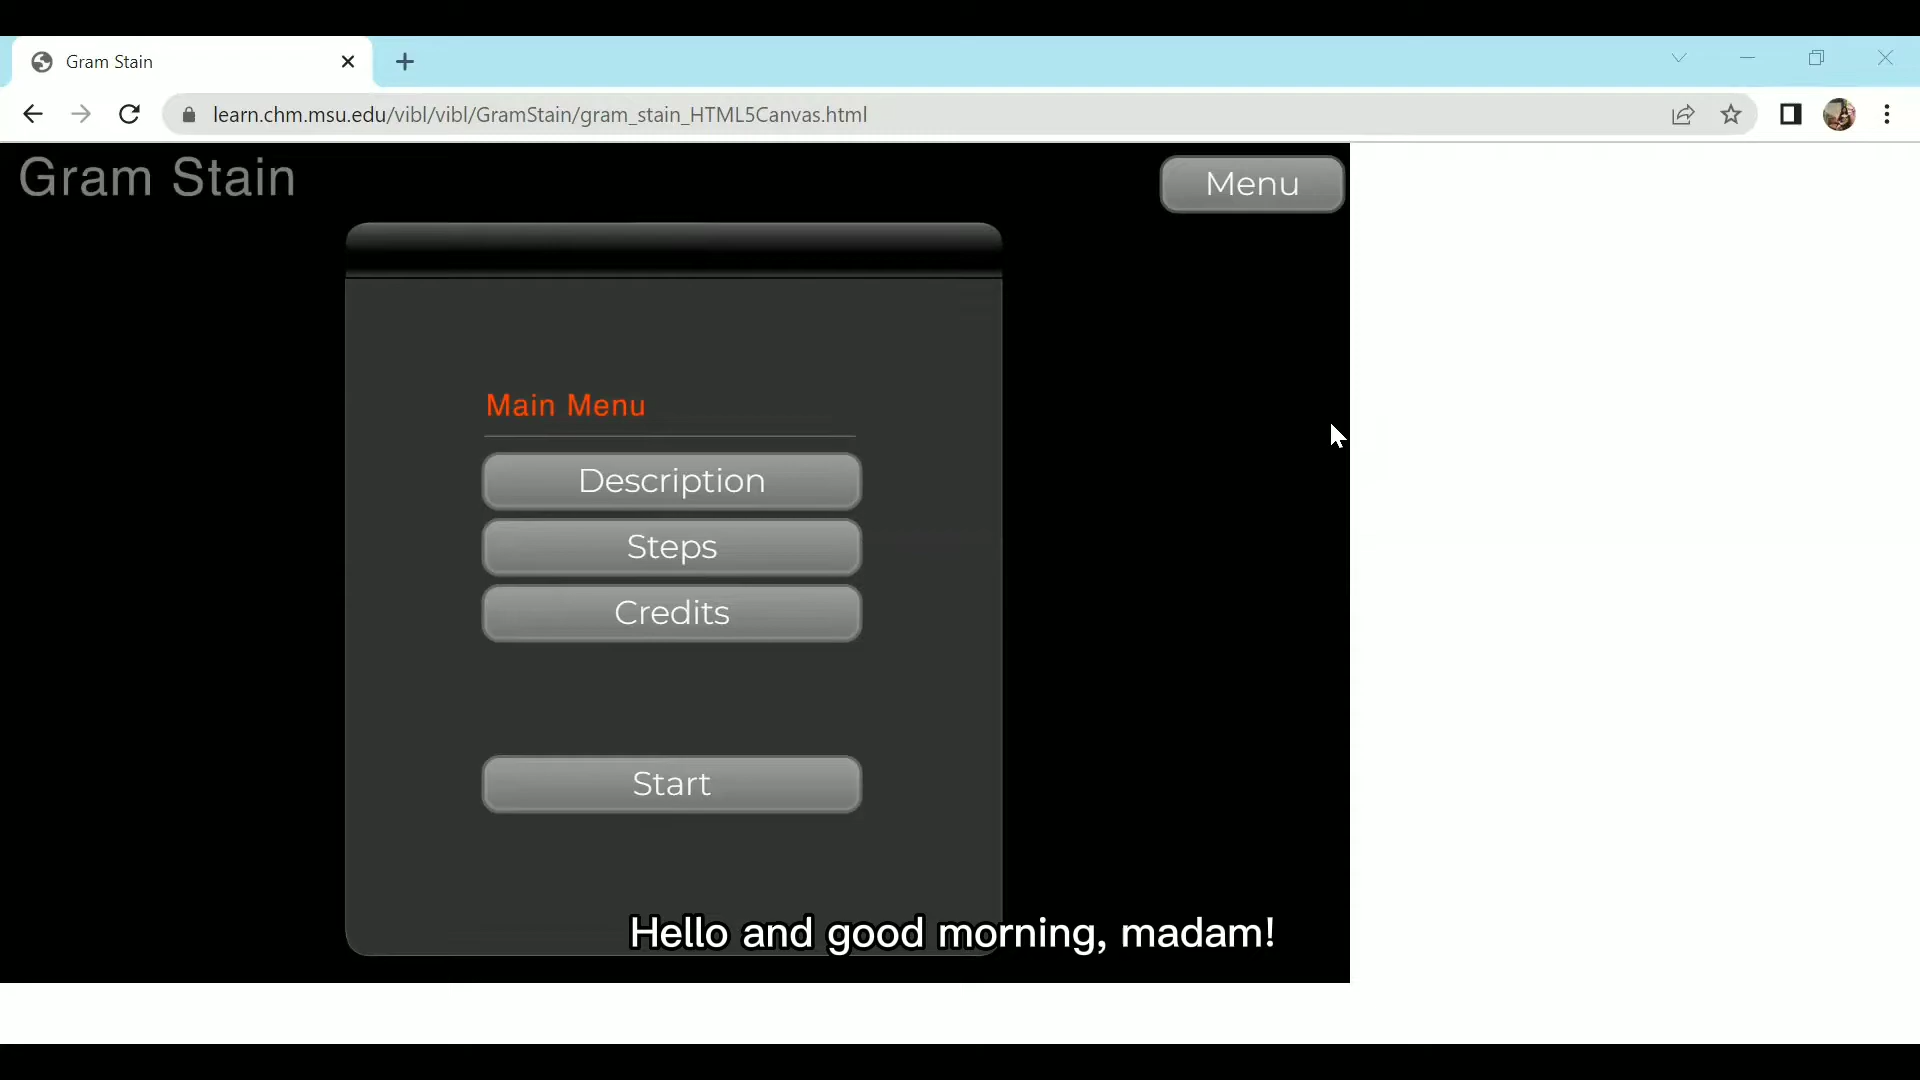 Gram Stain
learn.chm.msu.edu/vibl/vibl/GramStain/gram_stain_HTML5Canvas.html
Gram Stain
Menu
Main Menu
Description
Steps
Credits
Start
Hello and good morning, madam!